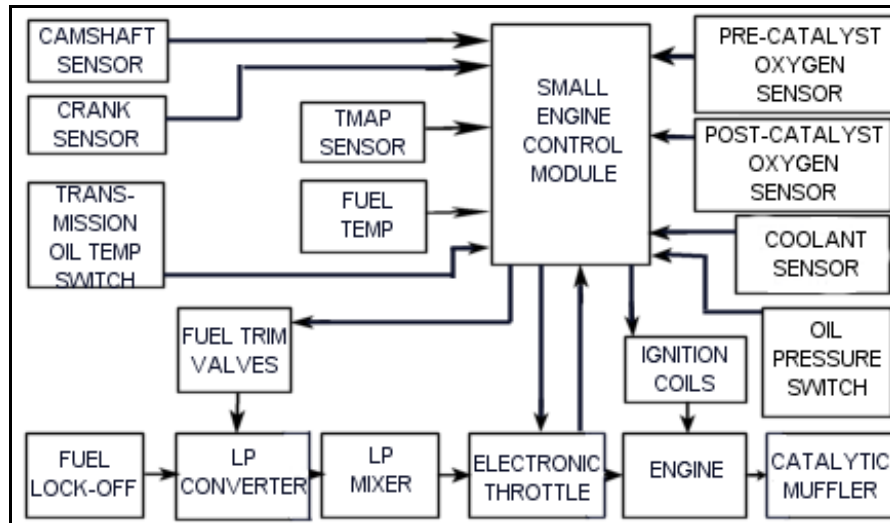 CAMSHAFT
SENSOR
CRANK
SENSOR
TRANS-
MISSION
OIL TEMP
SWITCH
TMAP
SENSOR
FUEL
TEMP
SMALL
ENGINE
CONTROL
MODULE
PRE-CATALYST
OXYGEN
SENSOR
POST-CATALYST
OXYGEN
SENSOR
COOLANT
SENSOR
OIL
PRESSURE
SWITCH
FUEL TRIM
VALVES
IGNITION
COILS
FUEL
LOCK-OFF
LP
CONVERTER
LP
MIXER
ELECTRONIC
THROTTLE
ENGINE
CATALYTIC
MUFFLER